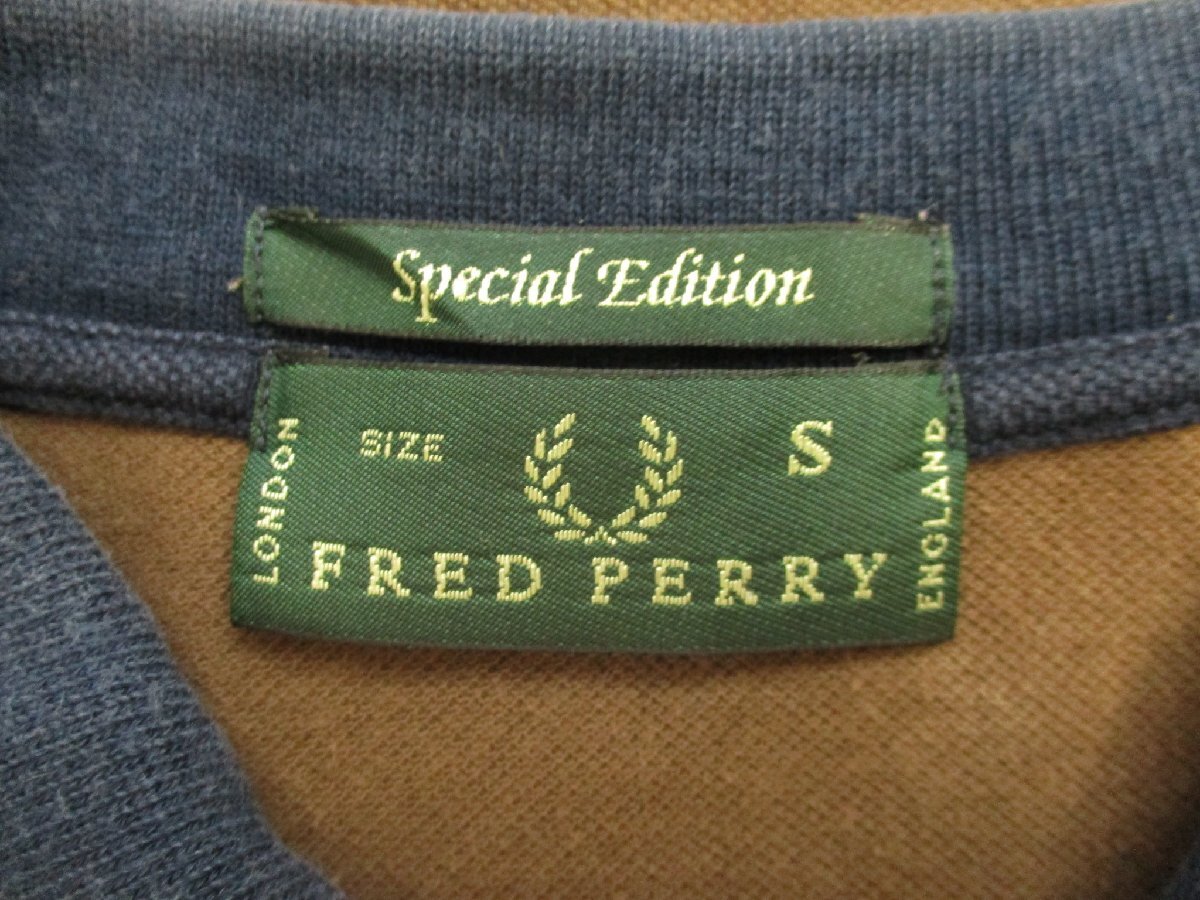 Special Edition
SIZE S
LONDON
FRED PERRY
ENGLAND